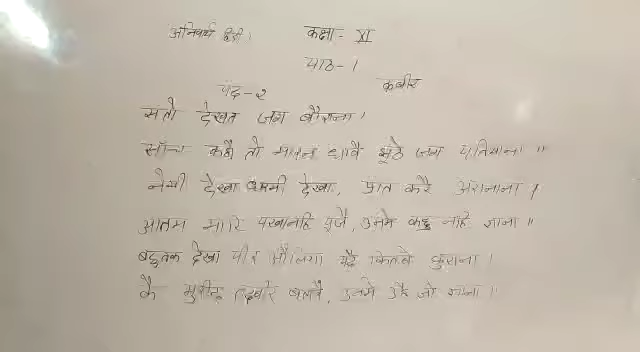 अनिवार्य हिंदी। कक्षा- XI
पाठ-1
पद-२ कबीर
संतो देखत जग बौराना।
साँच कहौ तो मारन धावै झूठे जग पतियाना॥
नेमी देखा धरमी देखा, प्रात करै असनाना।
आतम मारि पखानहि पूजै, उनमे कछु नहि ज्ञाना॥
बहुतक देखा पीर औलिया पढ़ै कितेब कुराना।
कै मुरीद तदबीर बतावै, उनमे उहै जो ज्ञाना॥